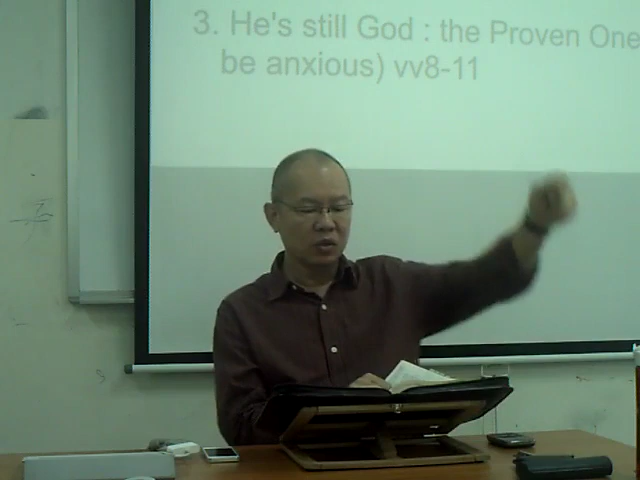 3. He's still God : the Proven One
be anxious) vv8-11